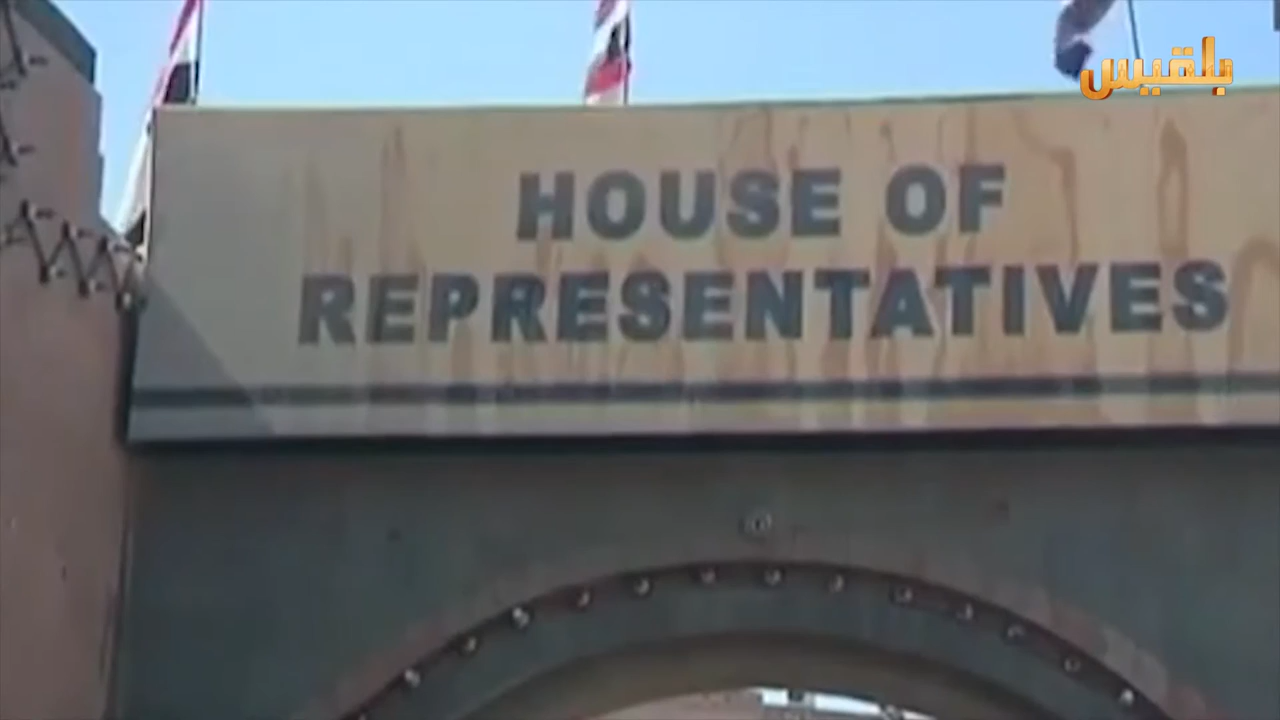 بلقيس
HOUSE OF
REPRESENTATIVES